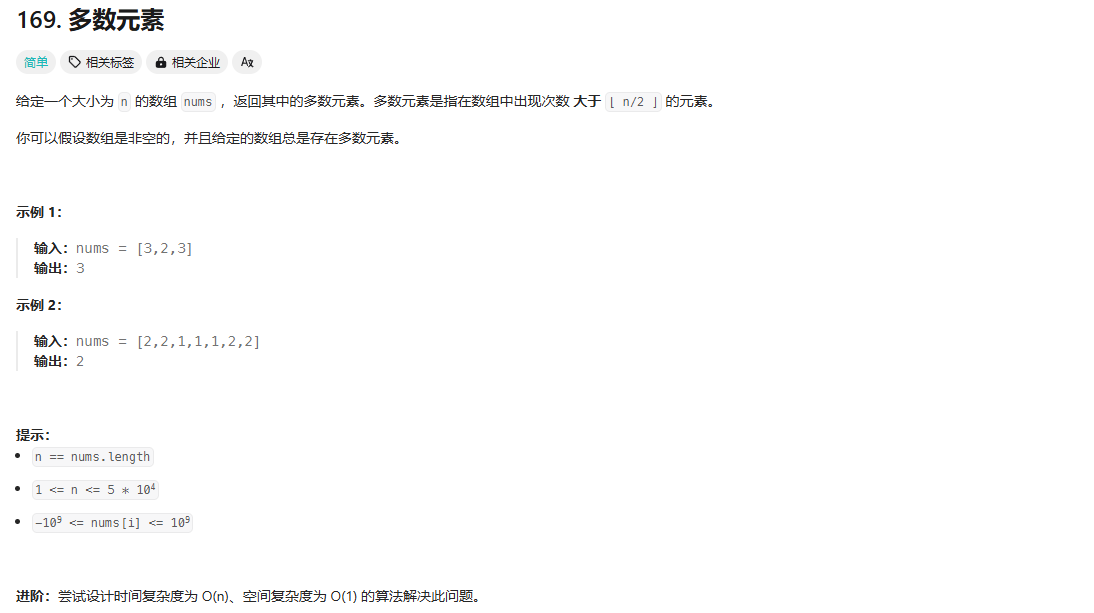 169. 多数元素
简单 相关标签 相关企业 Aあ
给定一个大小为 n 的数组 nums ，返回其中的多数元素。多数元素是指在数组中出现次数 大于 ⌊ n/2 ⌋ 的元素。
你可以假设数组是非空的，并且给定的数组总是存在多数元素。
示例 1：
输入：nums = [3,2,3]
输出：3
示例 2：
输入：nums = [2,2,1,1,1,2,2]
输出：2
提示：
n == nums.length
1 <= n <= 5 * 10⁴
-10⁹ <= nums[i] <= 10⁹
进阶：尝试设计时间复杂度为 O(n)、空间复杂度为 O(1) 的算法解决此问题。